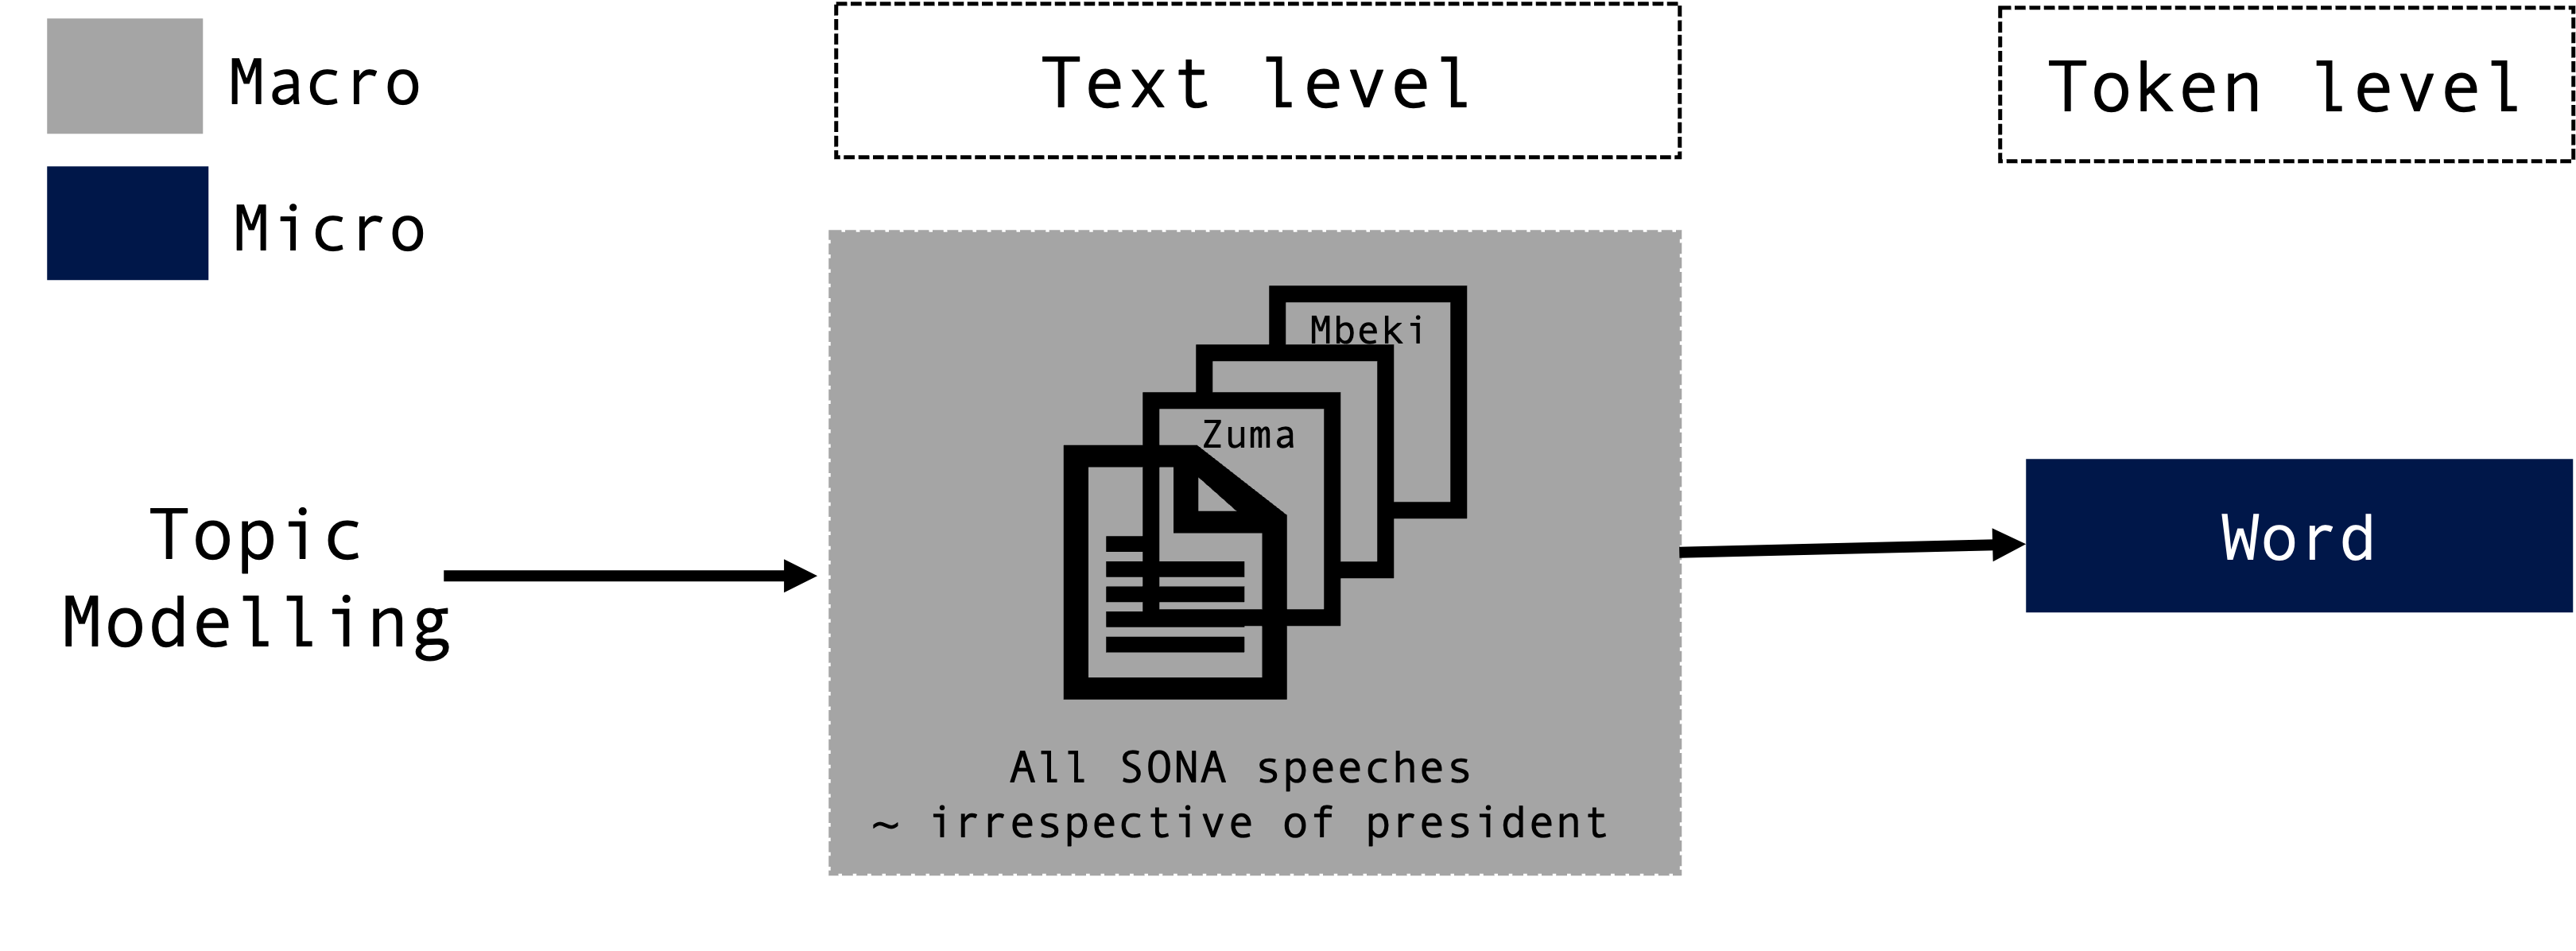 Macro
Micro
Text level
Token level
Topic
Modelling
Mbeki
Zuma
All SONA speeches
~ irrespective of president
Word